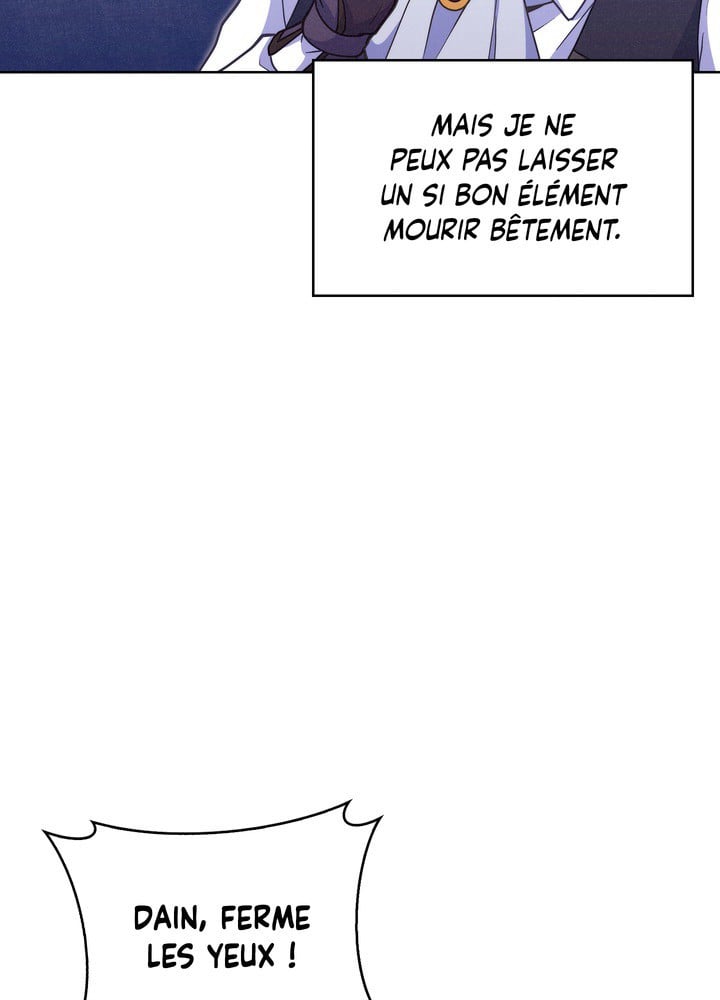 MAIS JE NE
PEUX PAS LAISSER
UN SI BON ÉLÉMENT
MOURIR BÊTEMENT.
DAIN, FERME
LES YEUX !